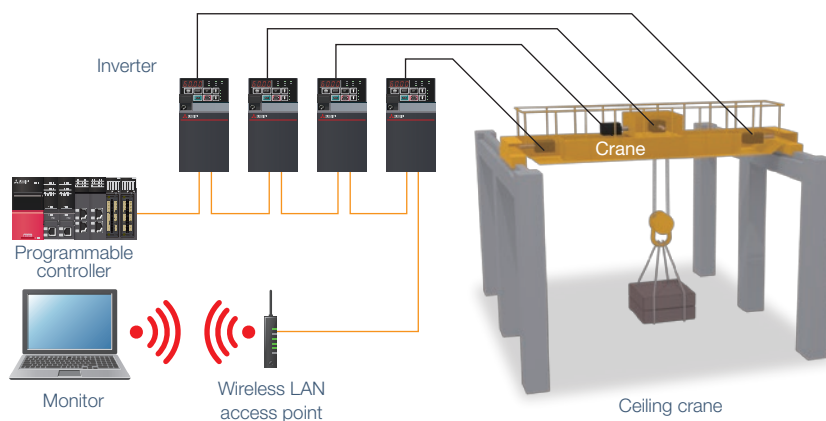 Inverter
Crane
Programmable
controller
Monitor
Wireless LAN
access point
Ceiling crane